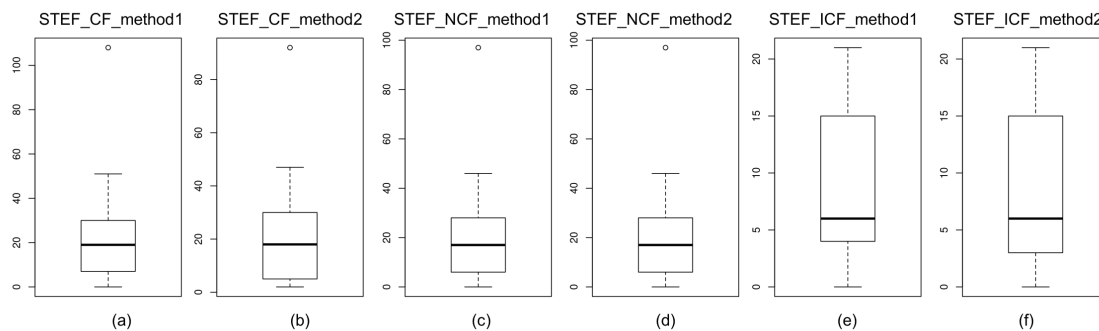 STEF_CF_method1
STEF_CF_method2
STEF_NCF_method1
STEF_NCF_method2
STEF_ICF_method1
STEF_ICF_method2
0 20 40 60 80 100
0 20 40 60 80
0 20 40 60 80 100
0 20 40 60 80 100
0 5 10 15 20
0 5 10 15 20
(a)
(b)
(c)
(d)
(e)
(f)